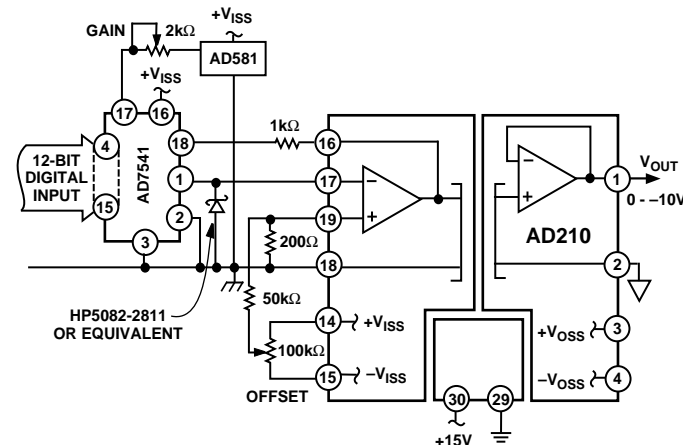 GAIN
2kΩ
+VISS
AD581
+VISS
17
16
4
18
12-BIT
DIGITAL
INPUT
AD7541
1
15
2
3
1kΩ
16
17
19
200Ω
18
50kΩ
HP5082-2811
OR EQUIVALENT
14
+VISS
100kΩ
15
–VISS
OFFSET
AD210
1
VOUT
0 - –10V
2
+VOSS
3
–VOSS
4
30
29
+15V